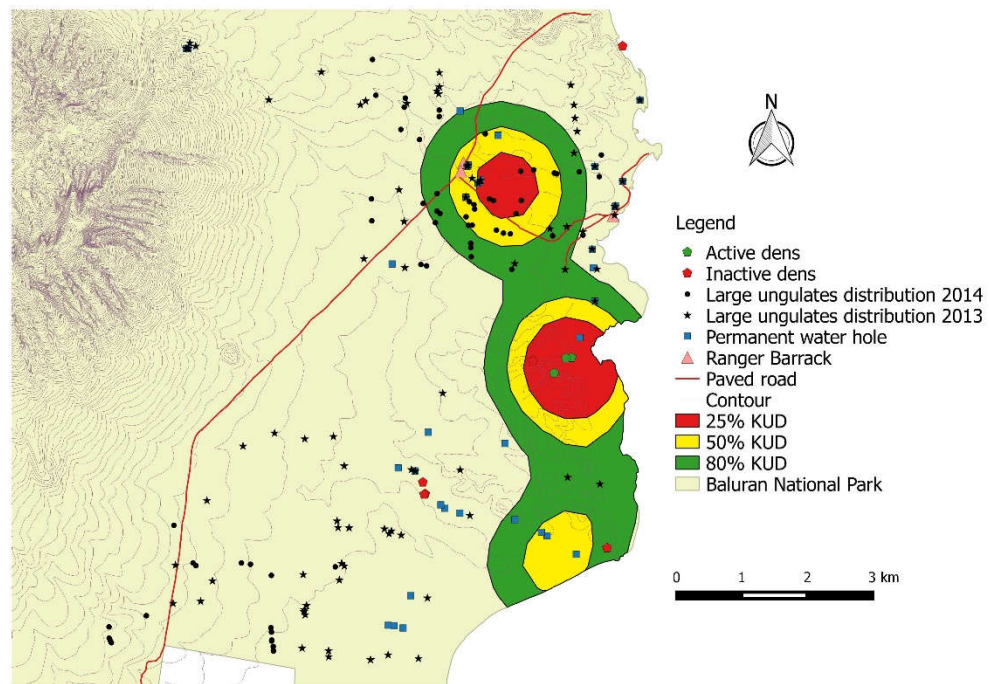 N
Legend
Active dens
Inactive dens
Large ungulates distribution 2014
Large ungulates distribution 2013
Permanent water hole
Ranger Barrack
Paved road
Contour
25% KUD
50% KUD
80% KUD
Baluran National Park
0 1 2 3 km